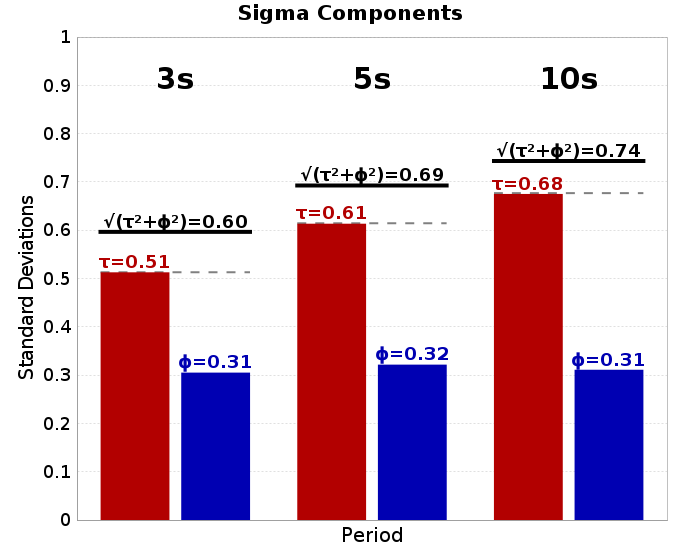 Sigma Components
1
0.9
0.8
0.7
0.6
0.5
0.4
0.3
0.2
0.1
0
Standard Deviations
3s
5s
10s
√(τ²+ϕ²)=0.60
τ=0.51
ϕ=0.31
√(τ²+ϕ²)=0.69
τ=0.61
ϕ=0.32
√(τ²+ϕ²)=0.74
τ=0.68
ϕ=0.31
Period